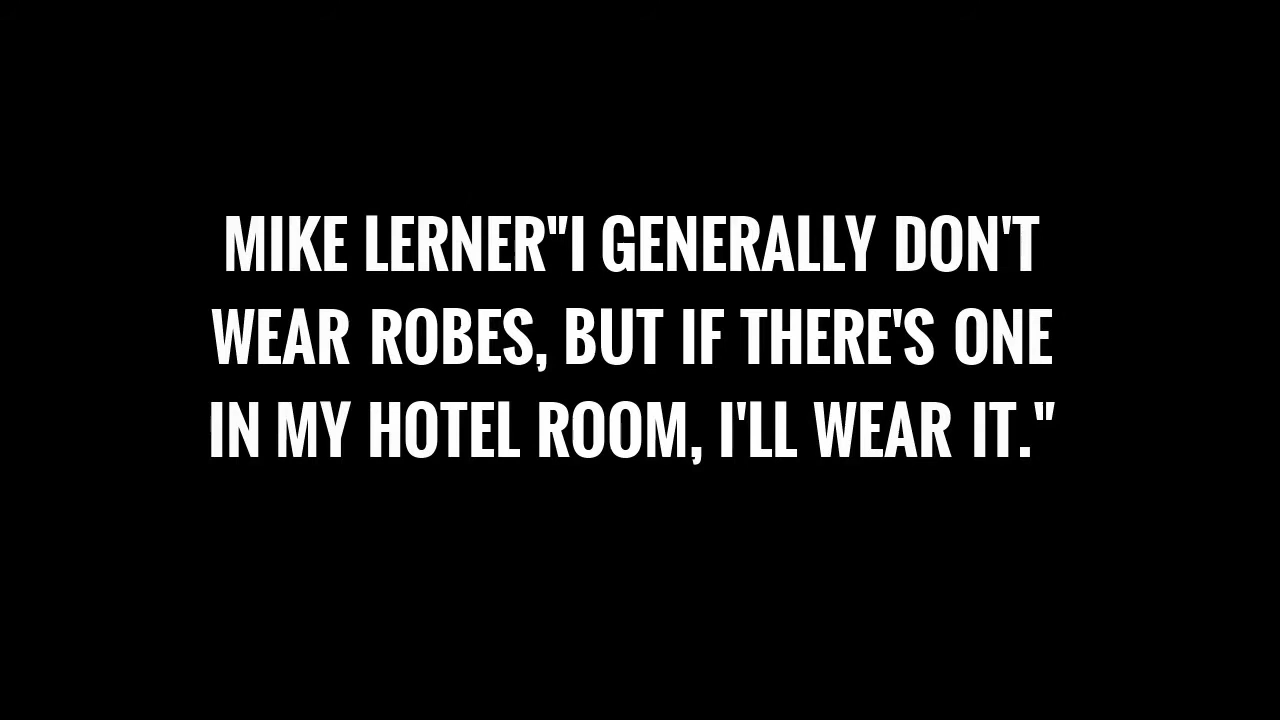 MIKE LERNER"I GENERALLY DON'T
WEAR ROBES, BUT IF THERE'S ONE
IN MY HOTEL ROOM, I'LL WEAR IT."